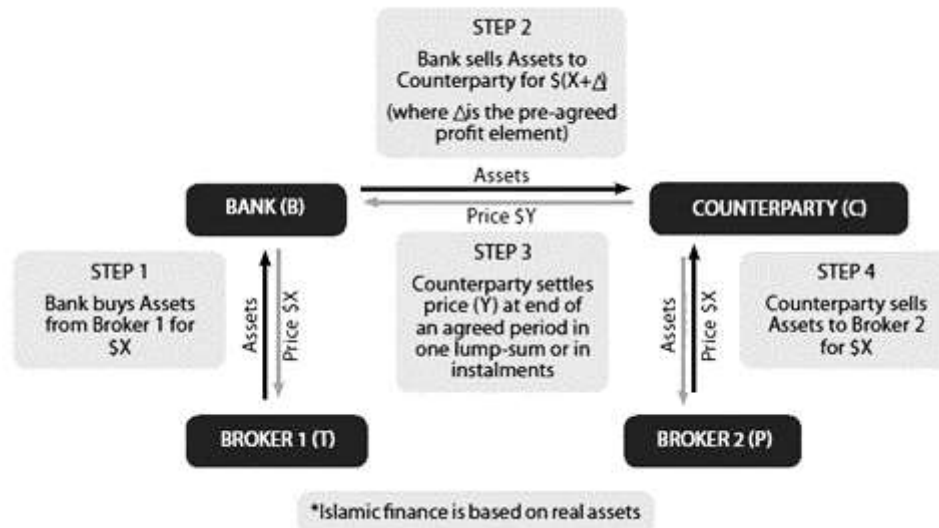 STEP 2
Bank sells Assets to
Counterparty for $(X+Δ)
(where Δis the pre-agreed
profit element)
Assets
BANK (B)
COUNTERPARTY (C)
Price $Y
STEP 1
Bank buys Assets
from Broker 1 for
$X
Assets
Price $X
STEP 3
Counterparty settles
price (Y) at end of
an agreed period in
one lump-sum or in
instalments
Assets
Price $X
STEP 4
Counterparty sells
Assets to Broker 2
for $X
BROKER 1 (T)
BROKER 2 (P)
*Islamic finance is based on real assets